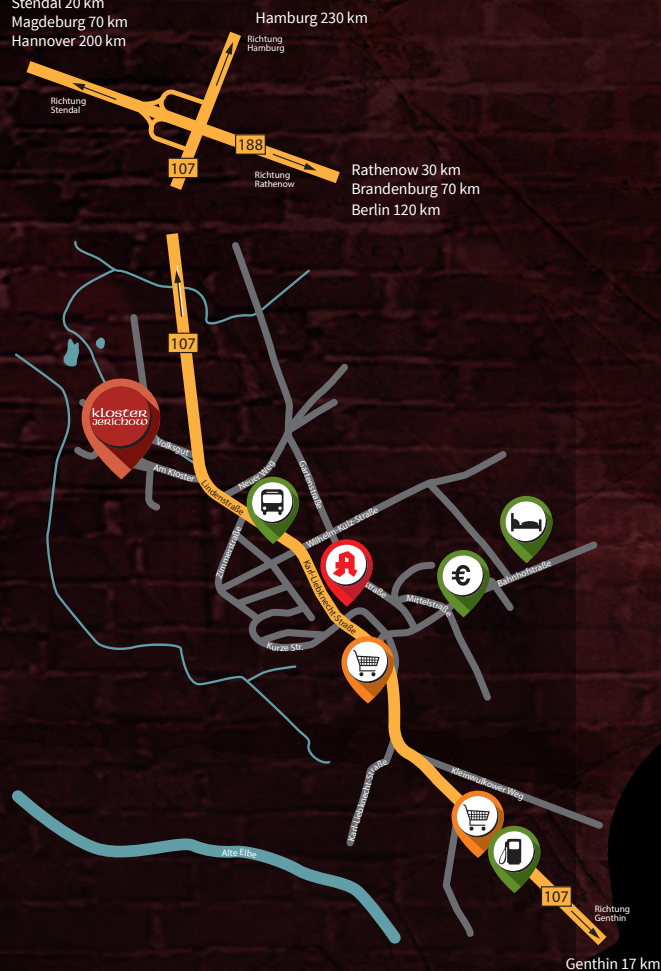 Stendal 20 km
Magdeburg 70 km
Hannover 200 km
Hamburg 230 km
Richtung
Hamburg
Richtung
Stendal
188
107
Richtung
Rathenow
Rathenow 30 km
Brandenburg 70 km
Berlin 120 km
107
kloster
jerichow
Volksgut
Am Kloster
Neuer Weg
Gartenstraße
Lindenstraße
Wilhelm-Külz-Straße
Zimmerstraße
A
€
Bahnhofstraße
Karl-Liebknecht-Straße
straße
Mittelstraße
Kurze Str.
Karl-Liebknecht-Straße
Kleinwulkower Weg
Alte Elbe
107
Richtung
Genthin
Genthin 17 km